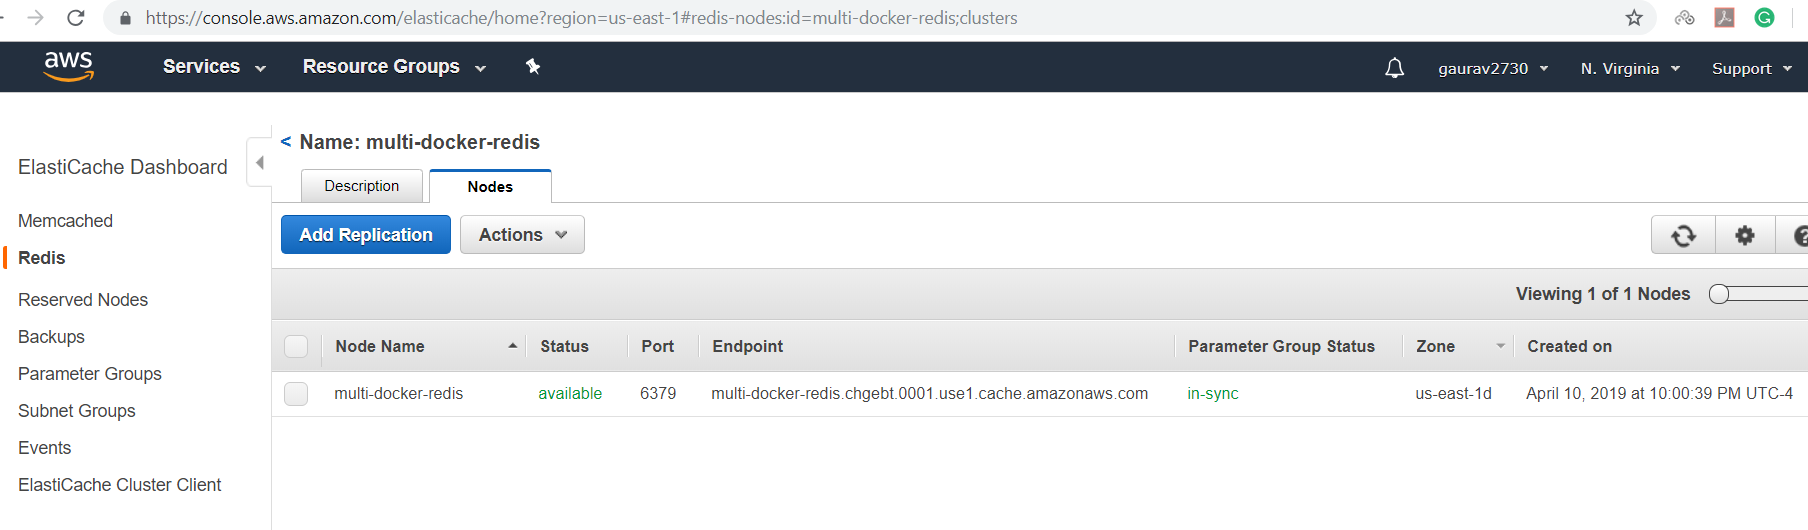 https://console.aws.amazon.com/elasticache/home?region=us-east-1#redis-nodes:id=multi-docker-redis;clusters
aws Services Resource Groups gaurav2730 N. Virginia Support
< Name: multi-docker-redis
ElastiCache Dashboard
Description Nodes
Memcached
Add Replication Actions
Redis
Reserved Nodes
Viewing 1 of 1 Nodes
Backups
Node Name Status Port Endpoint Parameter Group Status Zone Created on
Parameter Groups
multi-docker-redis available 6379 multi-docker-redis.chgebt.0001.use1.cache.amazonaws.com in-sync us-east-1d April 10, 2019 at 10:00:39 PM UTC-4
Subnet Groups
Events
ElastiCache Cluster Client